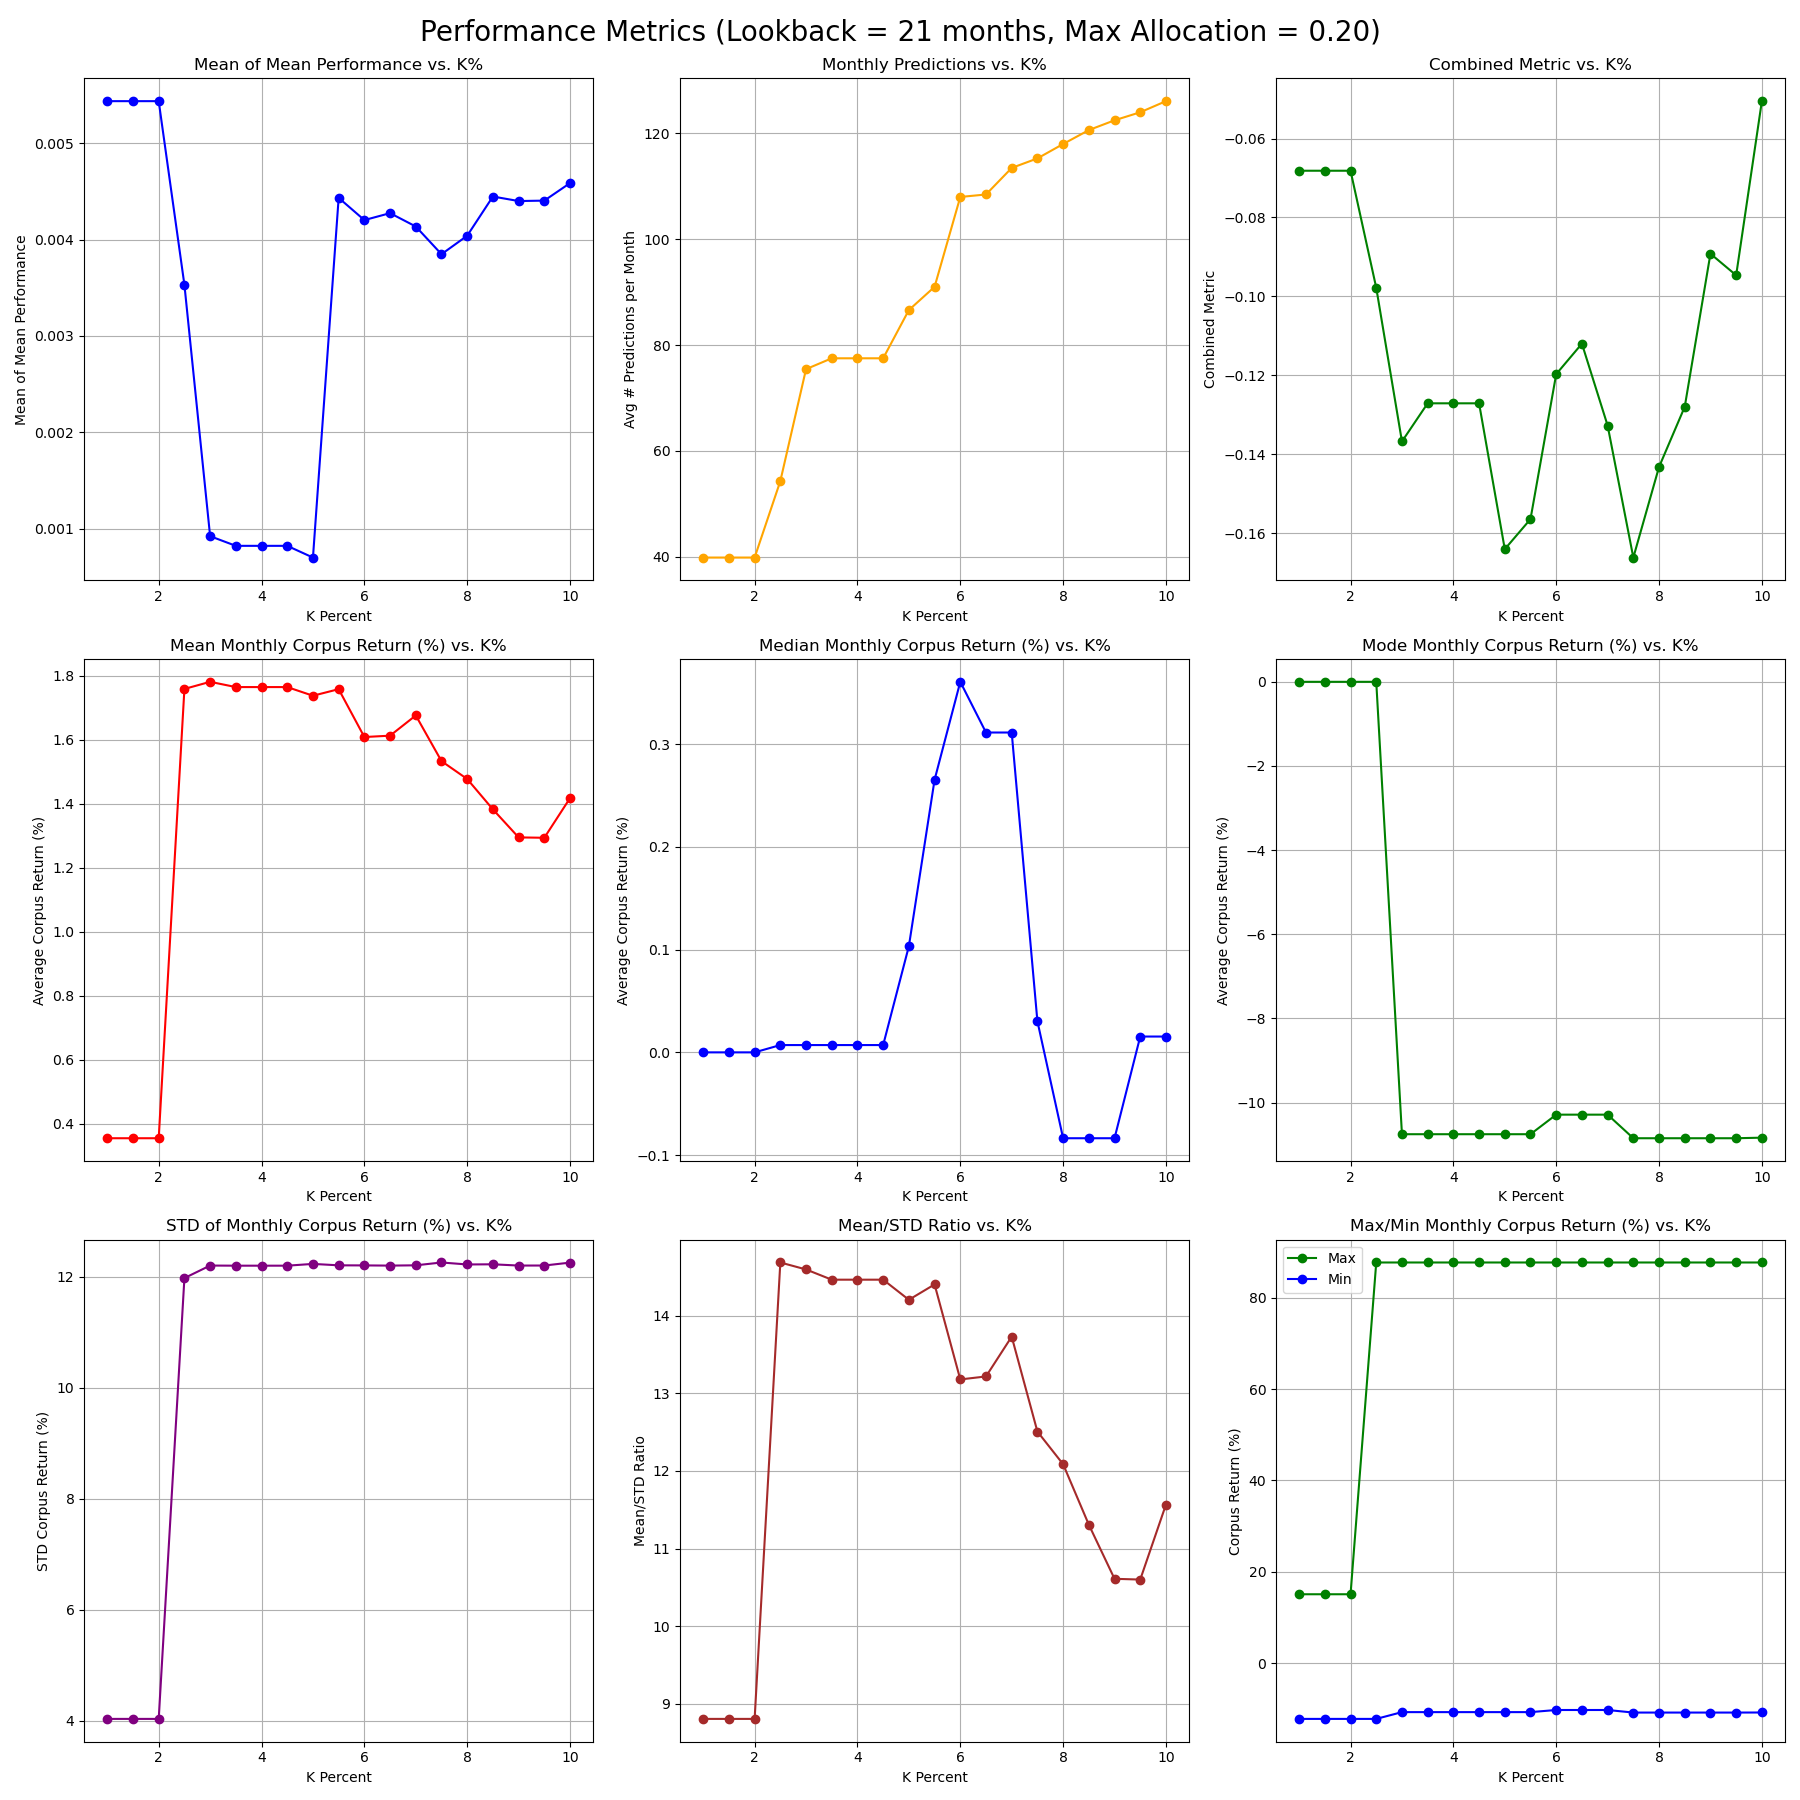 Performance Metrics (Lookback = 21 months, Max Allocation = 0.20)
Mean of Mean Performance vs. K%
Mean of Mean Performance
0.005
0.004
0.003
0.002
0.001
2 4 6 8 10
K Percent
Monthly Predictions vs. K%
Avg # Predictions per Month
120
100
80
60
40
2 4 6 8 10
K Percent
Combined Metric vs. K%
Combined Metric
−0.06
−0.08
−0.10
−0.12
−0.14
−0.16
2 4 6 8 10
K Percent
Mean Monthly Corpus Return (%) vs. K%
Average Corpus Return (%)
1.8
1.6
1.4
1.2
1.0
0.8
0.6
0.4
2 4 6 8 10
K Percent
Median Monthly Corpus Return (%) vs. K%
Average Corpus Return (%)
0.3
0.2
0.1
0.0
−0.1
2 4 6 8 10
K Percent
Mode Monthly Corpus Return (%) vs. K%
Average Corpus Return (%)
0
−2
−4
−6
−8
−10
2 4 6 8 10
K Percent
STD of Monthly Corpus Return (%) vs. K%
STD Corpus Return (%)
12
10
8
6
4
2 4 6 8 10
K Percent
Mean/STD Ratio vs. K%
Mean/STD Ratio
14
13
12
11
10
9
2 4 6 8 10
K Percent
Max/Min Monthly Corpus Return (%) vs. K%
Corpus Return (%)
Max
Min
80
60
40
20
0
2 4 6 8 10
K Percent